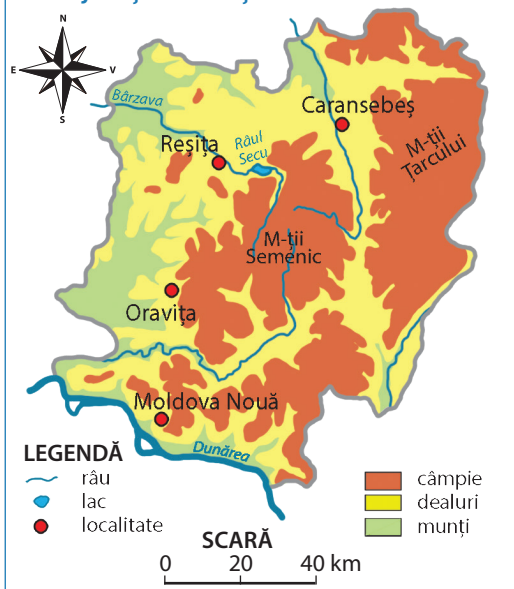 N
E
V
S
Bârzava
Caransebeș
Reșița
Râul
Secu
M-ții
Țarcului
M-ții
Semenic
Oravița
Moldova Nouă
Dunărea
LEGENDĂ
râu
lac
localitate
câmpie
dealuri
munți
SCARĂ
0 20 40 km